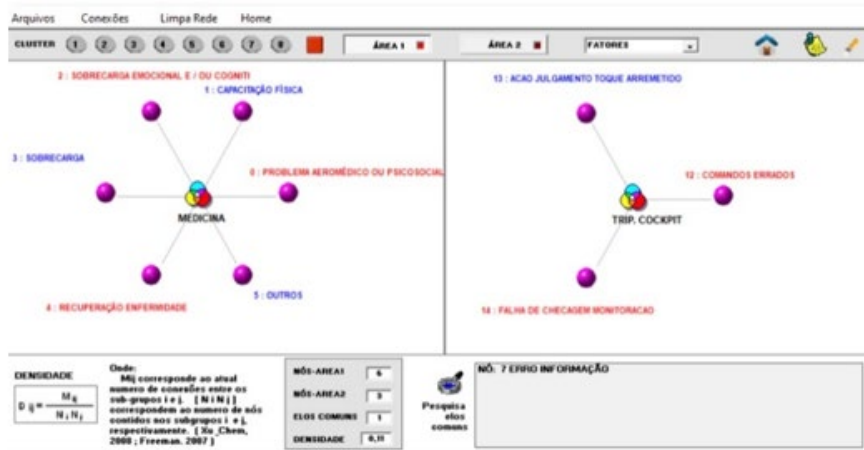 Arquivos Conexões Limpa Rede Home
CLUSTER 1 2 3 4 5 6 7 8 ÁREA 1 ÁREA 2 FATORES
2 : SOBRECARGA EMOCIONAL E / OU COGNITI
1 : CAPACITAÇÃO FÍSICA
3 : SOBRECARGA
0 : PROBLEMA AEROMÉDICO OU PSICOSOCIAL
MEDICINA
4 : RECUPERAÇÃO ENFERMIDADE
5 : OUTROS
13 : ACAO JULGAMENTO TOQUE ARREMETIDO
12 : COMANDOS ERRADOS
TRIP. COCKPIT
14 : FALHA DE CHECAGEM MONITORACAO
DENSIDADE
D ij = M ij
N i N j
Onde:
Mij corresponde ao atual
numero de conexões entre os
sub-grupos i e j. ( N i N j )
correspondem ao numero de nós
contidos nos subgrupos i e j,
respectivamente. ( Xu ,Chem,
2008 ; Freeman. 2007 )
NÓS-AREA1 6
NÓS-AREA2 3
ELOS COMUNS 1
DENSIDADE 0,11
Pesquisa
elos
comuns
NÓ: 7 ERRO INFORMAÇÃO